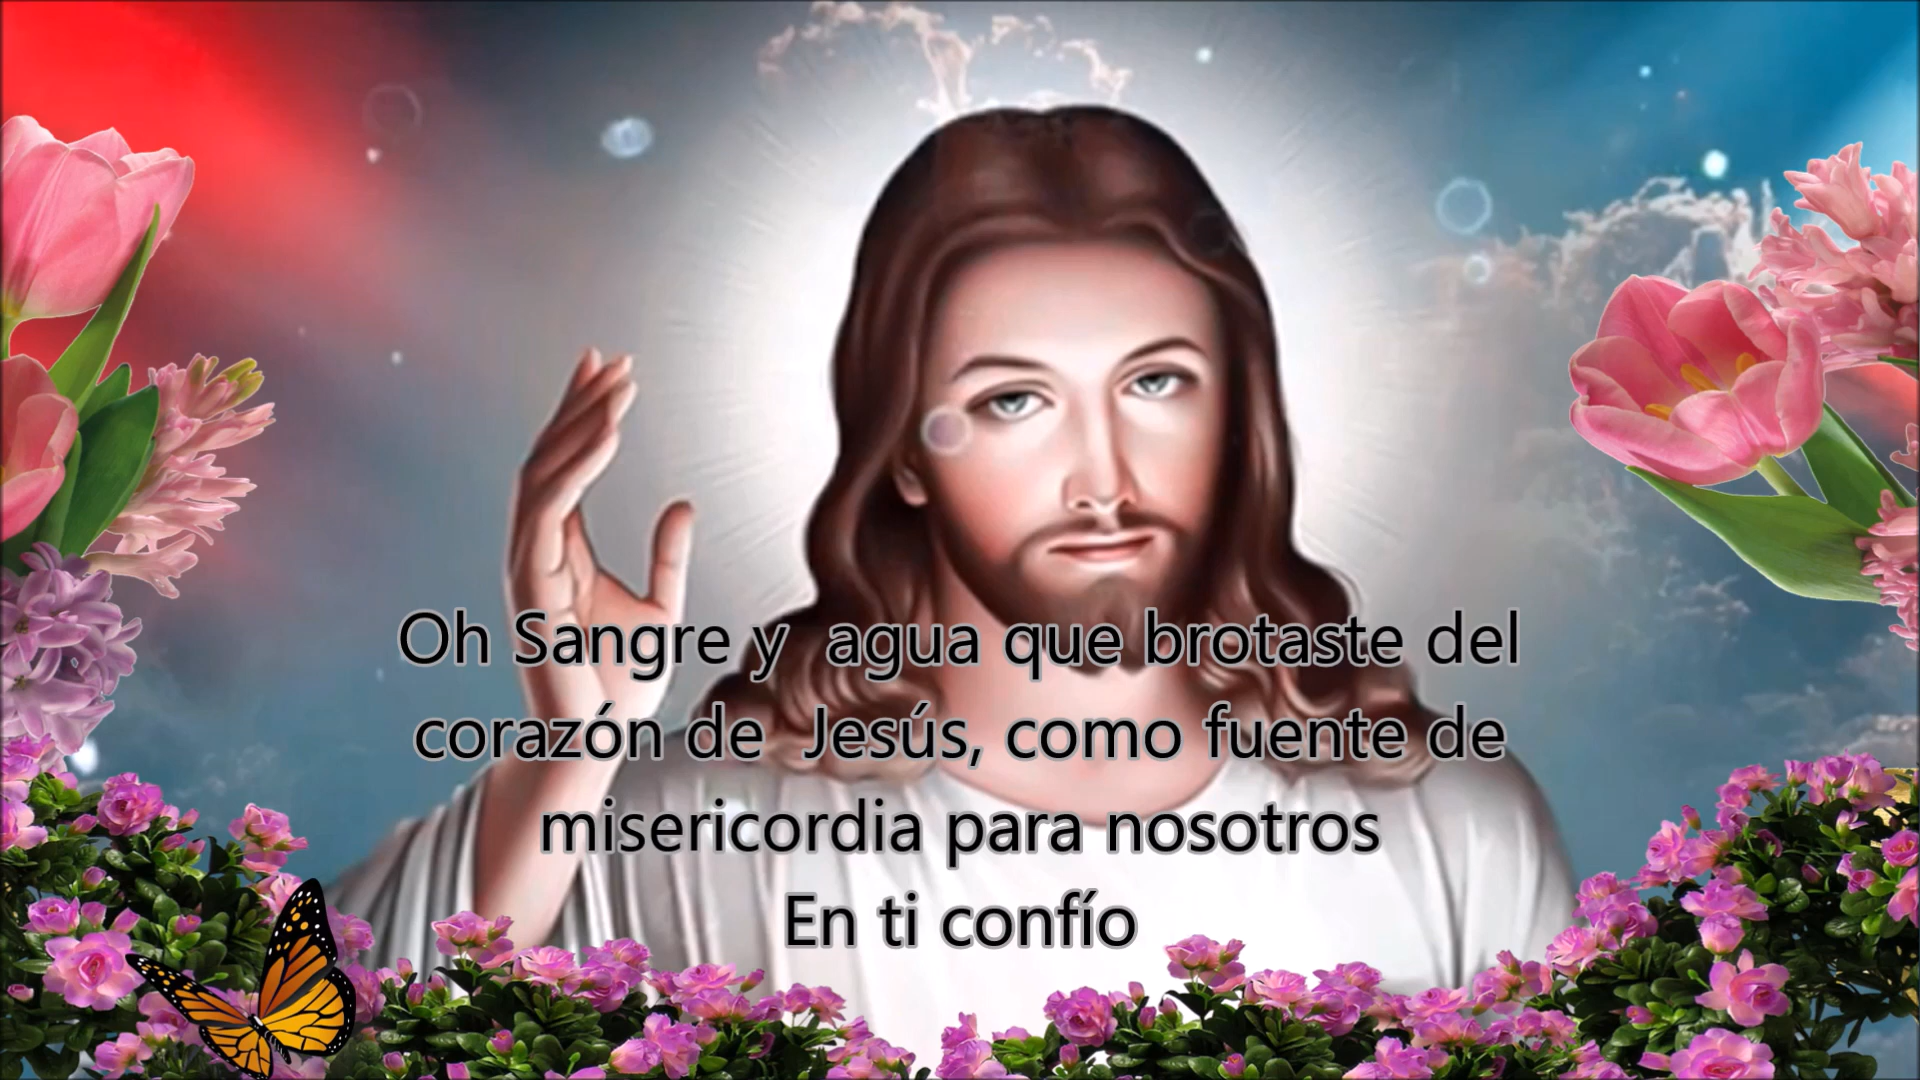 Oh Sangre y  agua que brotaste del
corazón de  Jesús, como fuente de
misericordia para nosotros
En ti confío